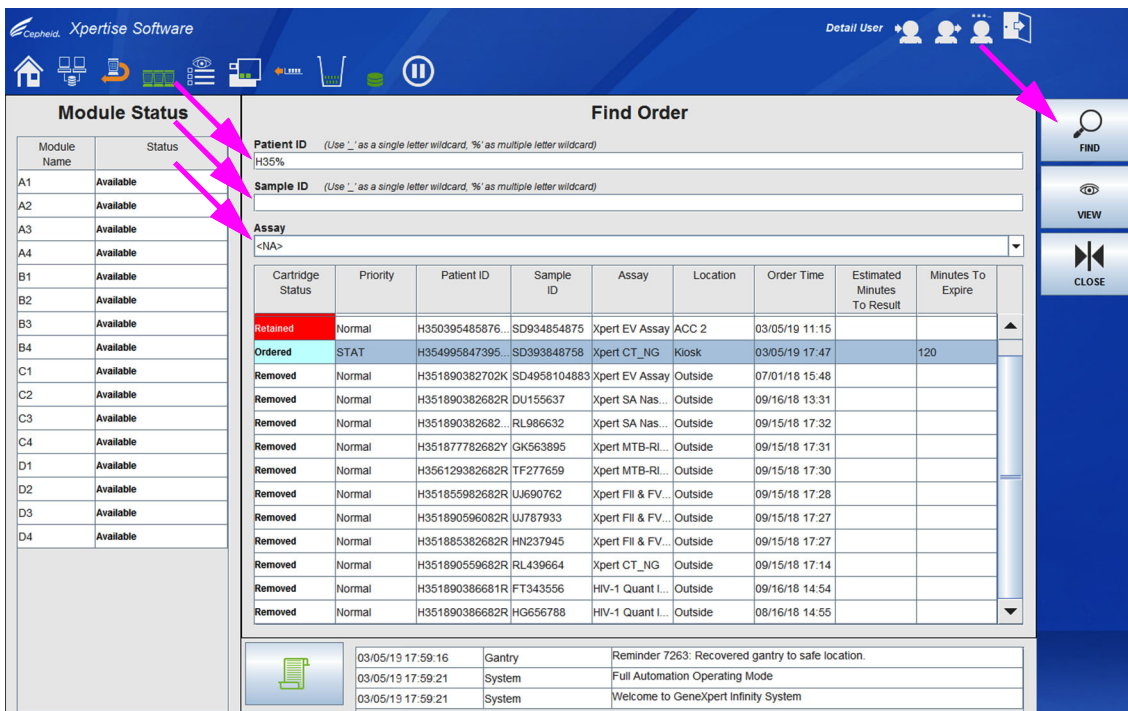 Cepheid. Xpertise Software
Detail User
Module Status
Module Name Status
A1 Available
A2 Available
A3 Available
A4 Available
B1 Available
B2 Available
B3 Available
B4 Available
C1 Available
C2 Available
C3 Available
C4 Available
D1 Available
D2 Available
D3 Available
D4 Available
Find Order
Patient ID (Use '_' as a single letter wildcard, '%' as multiple letter wildcard)
H35%
Sample ID (Use '_' as a single letter wildcard, '%' as multiple letter wildcard)
Assay
<NA>
Cartridge Status Priority Patient ID Sample ID Assay Location Order Time Estimated Minutes To Result Minutes To Expire
Retained Normal H350395485876... SD934854875 Xpert EV Assay ACC 2 03/05/19 11:15
Ordered STAT H354995847395... SD393848758 Xpert CT_NG Kiosk 03/05/19 17:47 120
Removed Normal H351890382702K SD4958104883 Xpert EV Assay Outside 07/01/18 15:48
Removed Normal H351890382682R DU155637 Xpert SA Nas... Outside 09/16/18 13:31
Removed Normal H351890382682... RL986632 Xpert SA Nas... Outside 09/15/18 17:32
Removed Normal H351877782682Y GK563895 Xpert MTB-RI... Outside 09/15/18 17:31
Removed Normal H356129382682R TF277659 Xpert MTB-RI... Outside 09/15/18 17:30
Removed Normal H351855982682R UJ690762 Xpert FII & FV... Outside 09/15/18 17:28
Removed Normal H351890596082R UJ787933 Xpert FII & FV... Outside 09/15/18 17:27
Removed Normal H351885382682R HN237945 Xpert FII & FV... Outside 09/15/18 17:27
Removed Normal H351890559682R RL439664 Xpert CT_NG Outside 09/15/18 17:14
Removed Normal H351890386681R FT343556 HIV-1 Quant I... Outside 09/16/18 14:54
Removed Normal H351890386682R HG656788 HIV-1 Quant I... Outside 08/16/18 14:55
03/05/19 17:59:16 Gantry Reminder 7263: Recovered gantry to safe location.
03/05/19 17:59:21 System Full Automation Operating Mode
03/05/19 17:59:21 System Welcome to GeneXpert Infinity System
FIND
VIEW
CLOSE